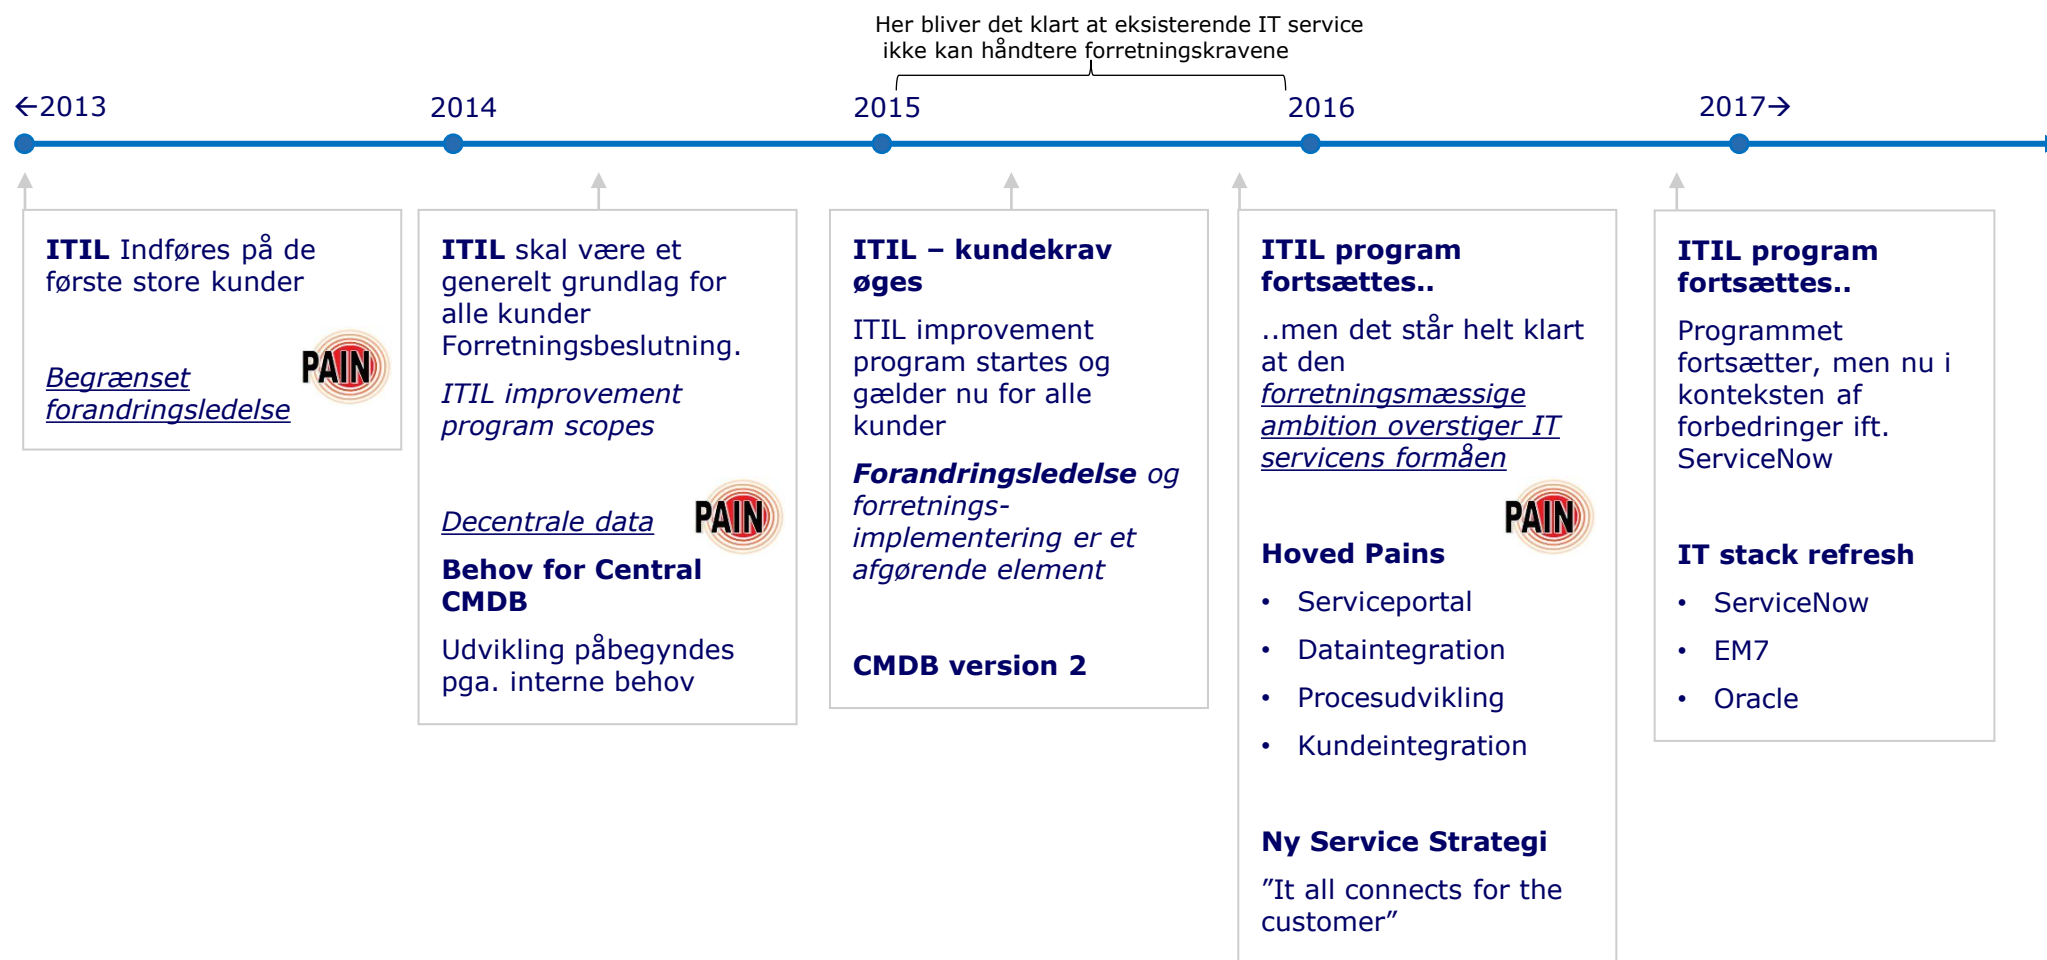 Her bliver det klart at eksisterende IT service
ikke kan håndtere forretningskravene
←2013
2014
2015
2016
2017→
ITIL Indføres på de
første store kunder
PAIN
Begrænset
forandringsledelse
ITIL skal være et
generelt grundlag for
alle kunder
Forretningsbeslutning.
ITIL improvement
program scopes
PAIN
Decentrale data
Behov for Central
CMDB
Udvikling påbegyndes
pga. interne behov
ITIL – kundekrav
øges
ITIL improvement
program startes og
gælder nu for alle
kunder
Forandringsledelse og
forretnings-
implementering er et
afgørende element
CMDB version 2
ITIL program
fortsættes..
..men det står helt klart
at den
forretningsmæssige
ambition overstiger IT
servicens formåen
PAIN
Hoved Pains
• Serviceportal
• Dataintegration
• Procesudvikling
• Kundeintegration
Ny Service Strategi
”It all connects for the
customer”
ITIL program
fortsættes..
Programmet
fortsætter, men nu i
konteksten af
forbedringer ift.
ServiceNow
IT stack refresh
• ServiceNow
• EM7
• Oracle